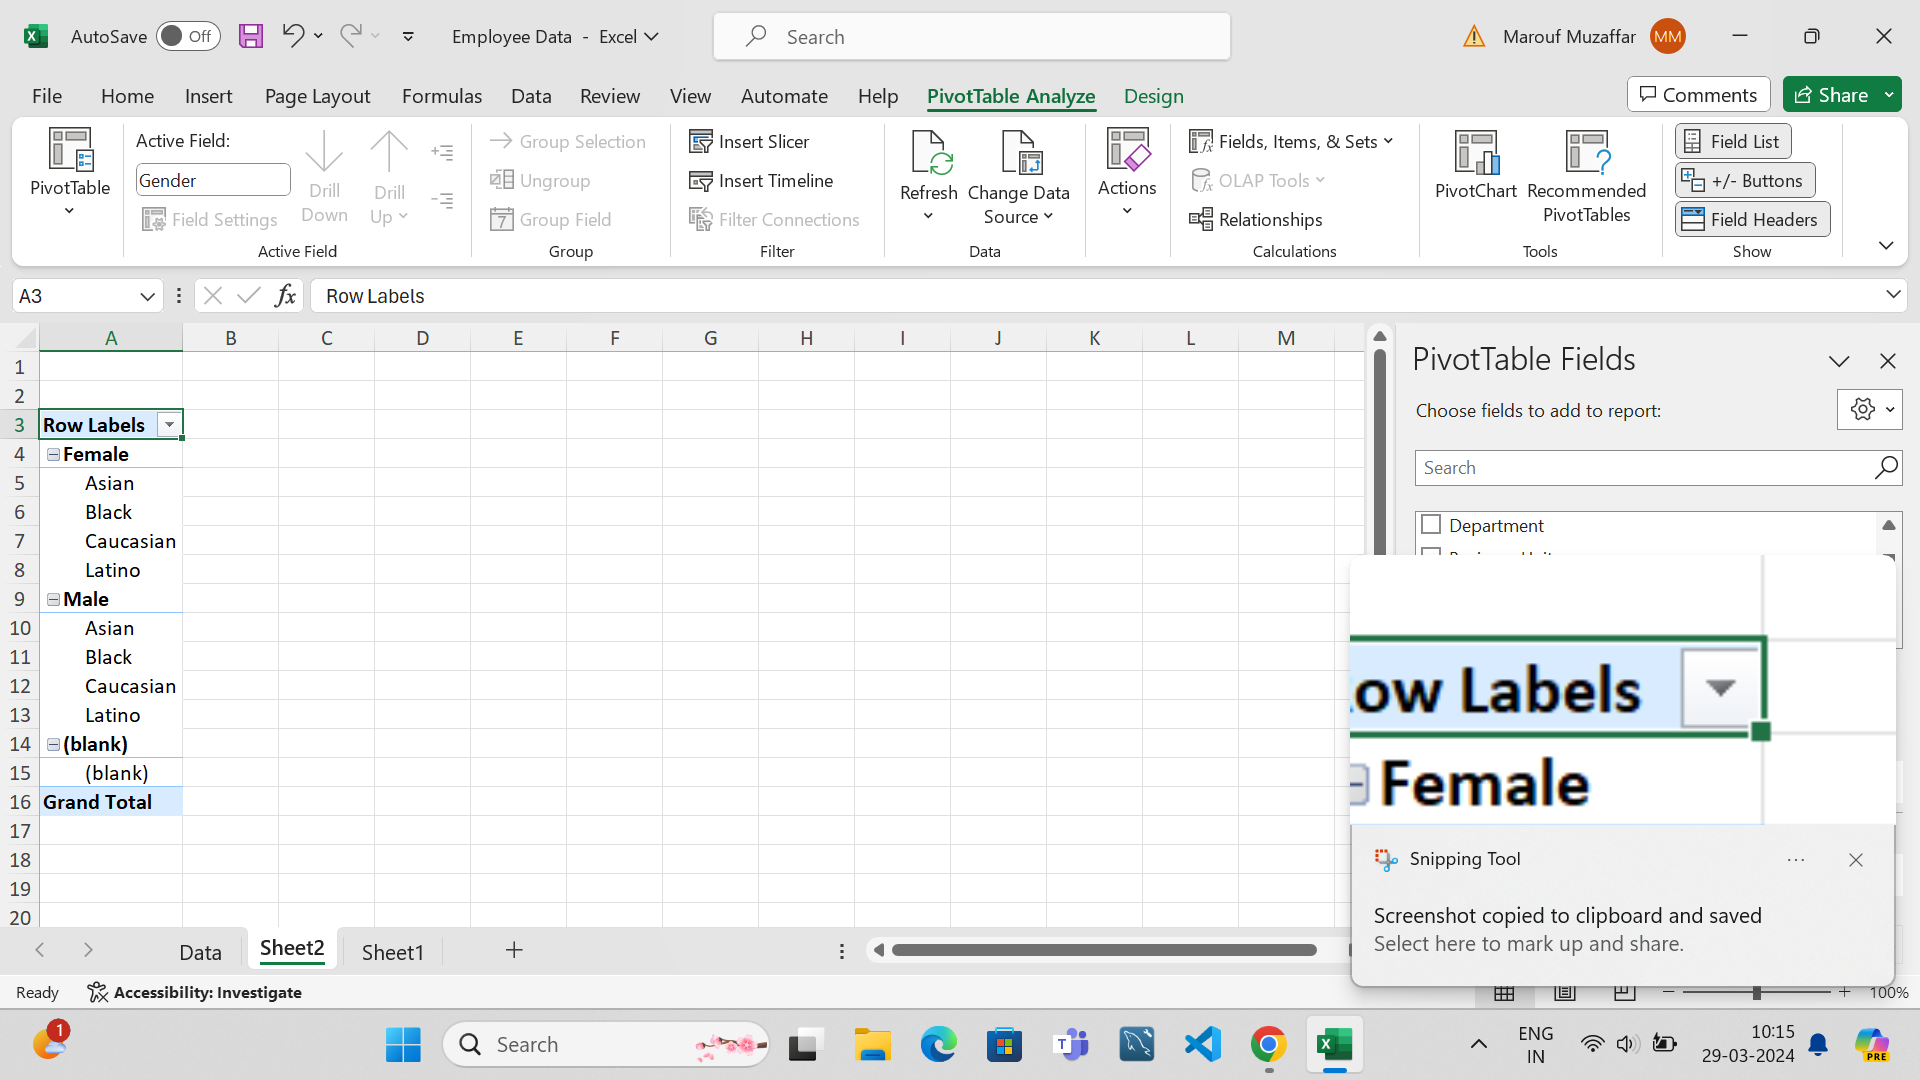 AutoSave Off Employee Data - Excel Search Marouf Muzaffar MM
File Home Insert Page Layout Formulas Data Review View Automate Help PivotTable Analyze Design Comments Share
PivotTable
Active Field:
Gender
Field Settings
Drill Down
Drill Up
Active Field
Group Selection
Ungroup
7 Group Field
Group
Insert Slicer
Insert Timeline
Filter Connections
Filter
Refresh
Change Data Source
Data
Actions
Fields, Items, & Sets
OLAP Tools
Relationships
Calculations
PivotChart
Recommended PivotTables
Tools
Field List
+/- Buttons
Field Headers
Show
A3 fx Row Labels
A B C D E F G H I J K L M
1
2
3 Row Labels
4 Female
5 Asian
6 Black
7 Caucasian
8 Latino
9 Male
10 Asian
11 Black
12 Caucasian
13 Latino
14 (blank)
15 (blank)
16 Grand Total
17
18
19
20
PivotTable Fields
Choose fields to add to report:
Search
Department
Row Labels
Female
Snipping Tool
Screenshot copied to clipboard and saved
Select here to mark up and share.
Data Sheet2 Sheet1
Ready Accessibility: Investigate 100%
1 Search ENG IN 10:15 29-03-2024 PRE